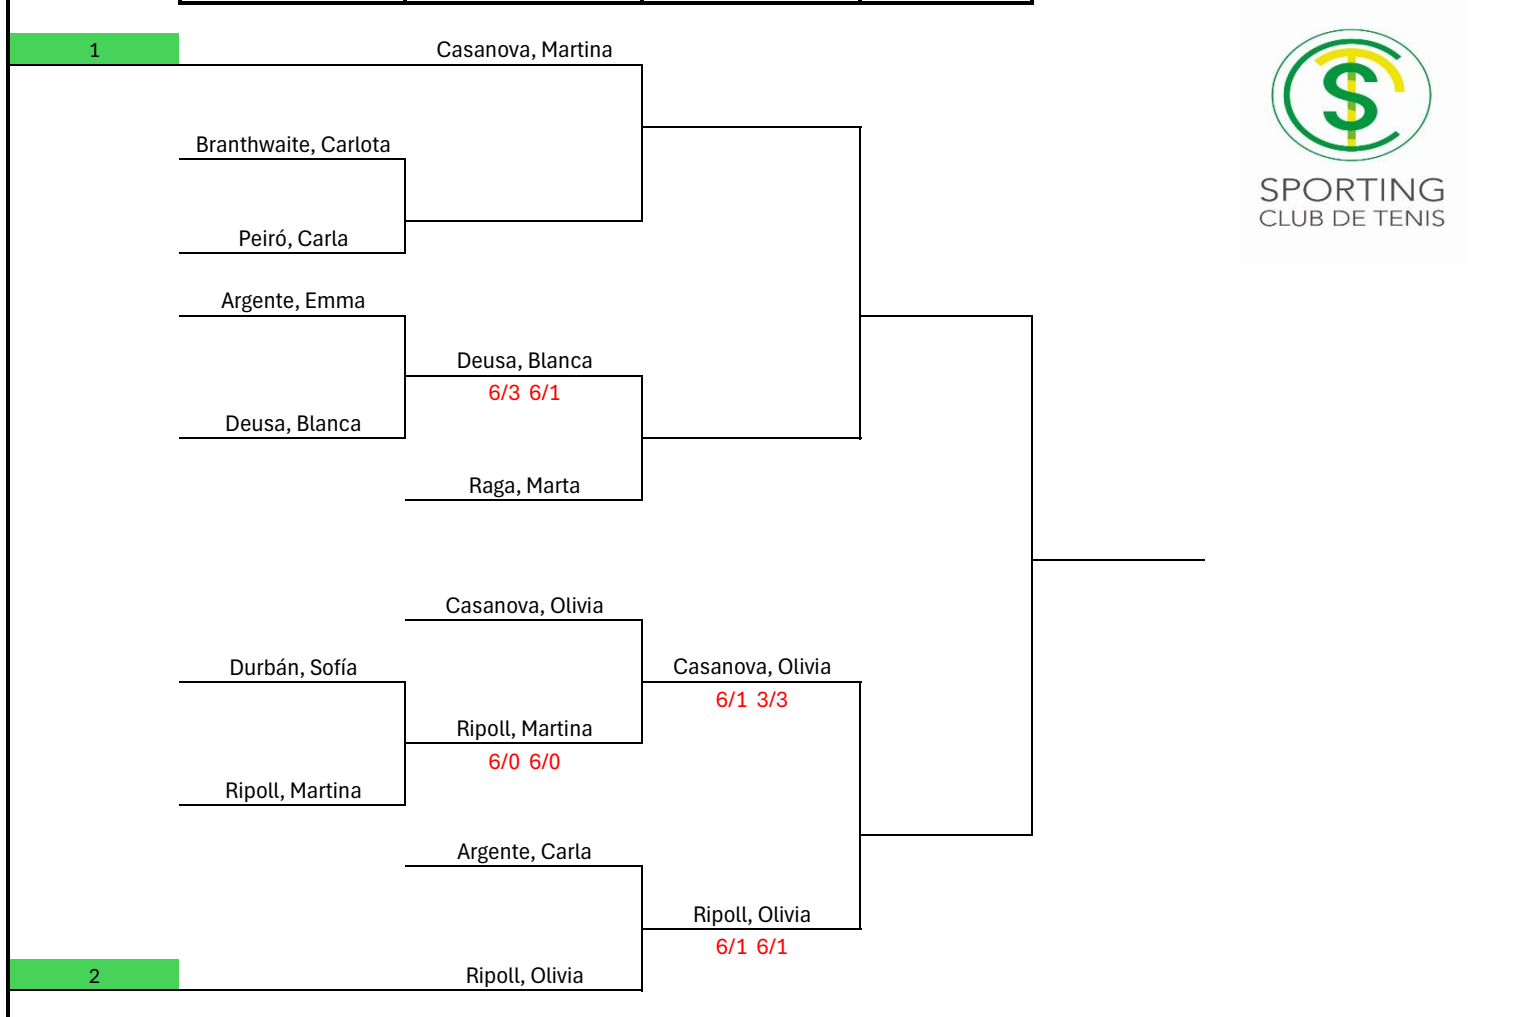 1
Casanova, Martina
Branthwaite, Carlota
Peiró, Carla
Argente, Emma
Deusa, Blanca
6/3 6/1
Deusa, Blanca
Raga, Marta
Casanova, Olivia
Durbán, Sofía
Casanova, Olivia
6/1 3/3
Ripoll, Martina
6/0 6/0
Ripoll, Martina
Argente, Carla
Ripoll, Olivia
6/1 6/1
2
Ripoll, Olivia
SPORTING
CLUB DE TENIS